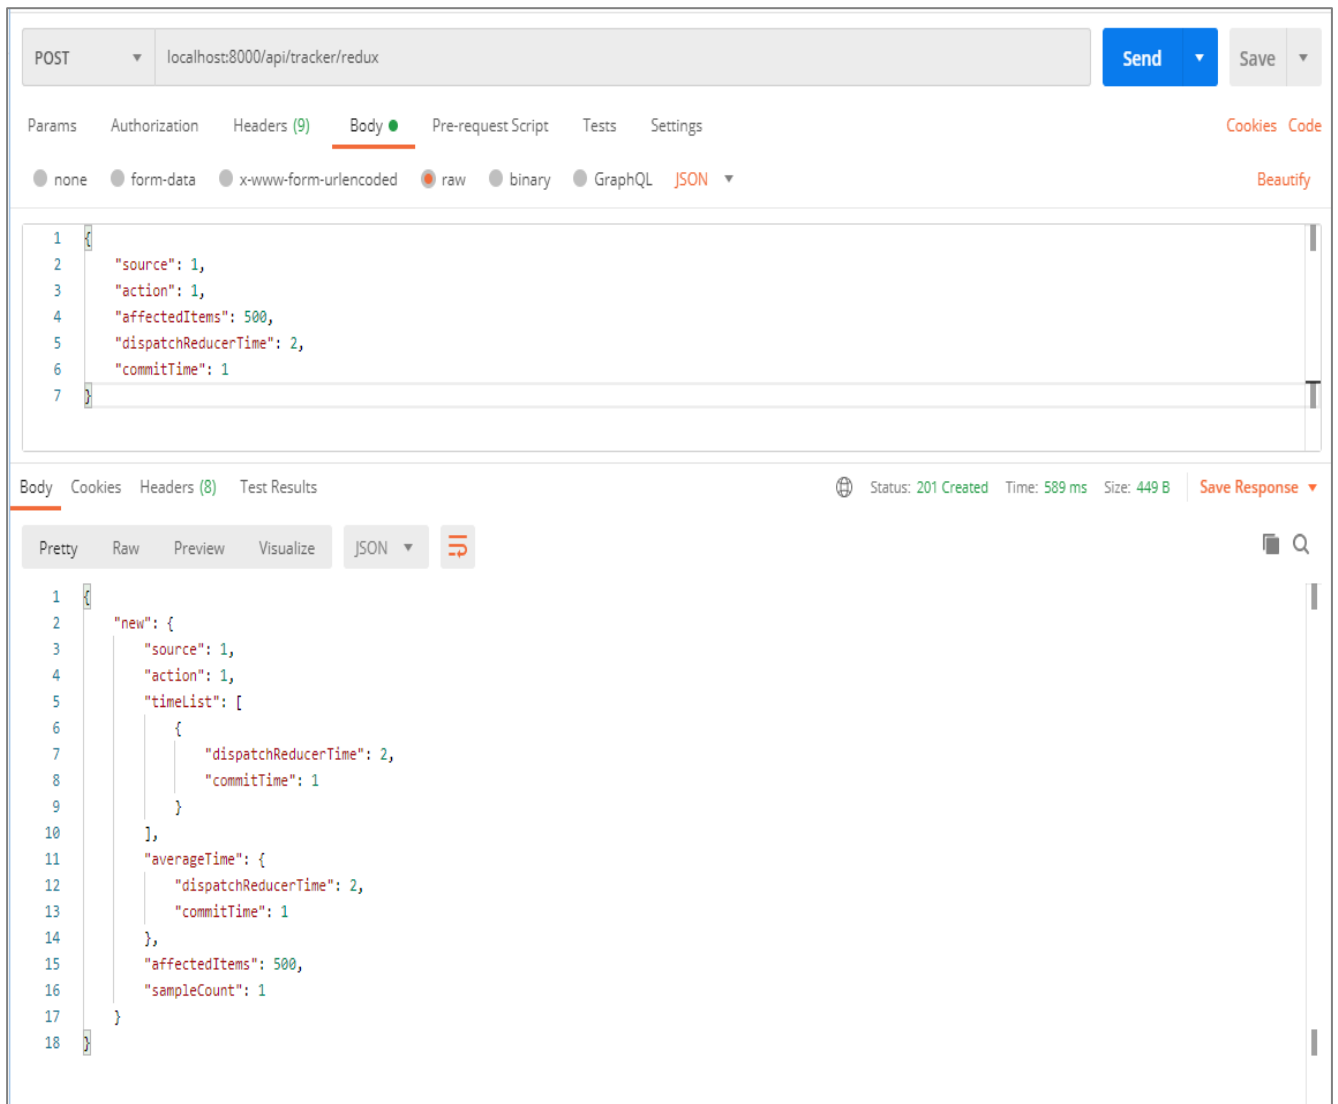 POST localhost:8000/api/tracker/redux Send Save
Params Authorization Headers (9) Body Pre-request Script Tests Settings Cookies Code
none form-data x-www-form-urlencoded raw binary GraphQL JSON Beautify
1 {
2 "source": 1,
3 "action": 1,
4 "affectedItems": 500,
5 "dispatchReducerTime": 2,
6 "commitTime": 1
7 }
Body Cookies Headers (8) Test Results Status: 201 Created Time: 589 ms Size: 449 B Save Response
Pretty Raw Preview Visualize JSON
1 {
2 "new": {
3 "source": 1,
4 "action": 1,
5 "timeList": [
6 {
7 "dispatchReducerTime": 2,
8 "commitTime": 1
9 }
10 ],
11 "averageTime": {
12 "dispatchReducerTime": 2,
13 "commitTime": 1
14 },
15 "affectedItems": 500,
16 "sampleCount": 1
17 }
18 }